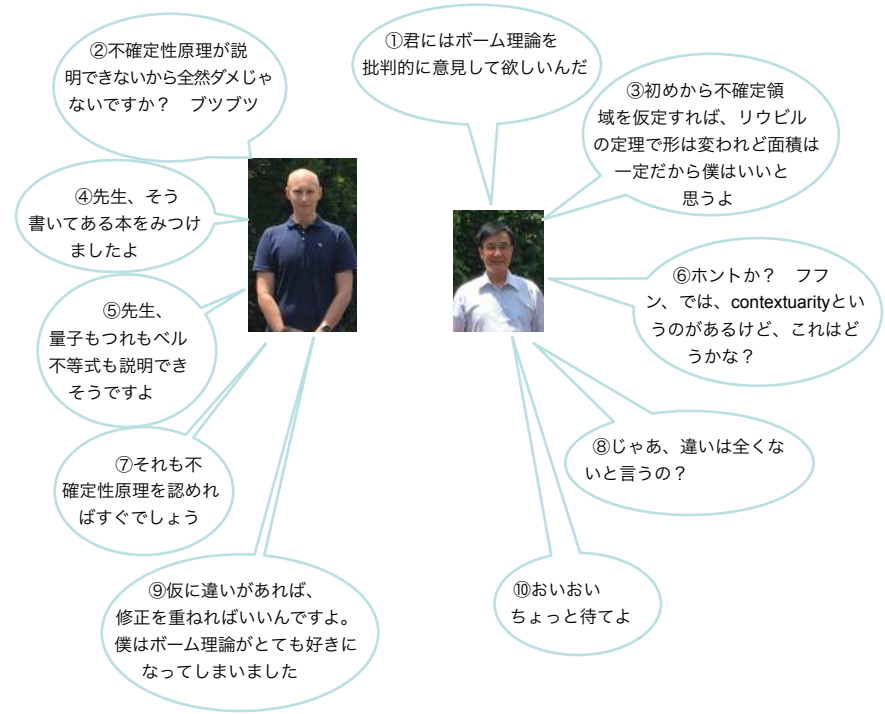 ①君にはボーム理論を
批判的に意見して欲しいんだ
②不確定性原理が説
明できないから全然ダメじゃ
ないですか？　ブツブツ
③初めから不確定領
域を仮定すれば、リウビル
の定理で形は変われど面積は
一定だから僕はいいと
思うよ
④先生、そう
書いてある本をみつけ
ましたよ
⑤先生、
量子もつれもベル
不等式も説明でき
そうですよ
⑥ホントか？　フフ
ン、では、contextuarityとい
うのがあるけど、これはど
うかな？
⑦それも不
確定性原理を認めれ
ばすぐでしょう
⑧じゃあ、違いは全くな
いと言うの？
⑨仮に違いがあれば、
修正を重ねればいいんですよ。
僕はボーム理論がとても好きに
なってしまいました
⑩おいおい
ちょっと待てよ